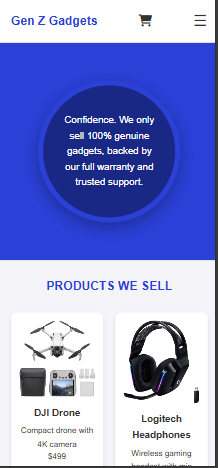 Gen Z Gadgets
Confidence. We only
sell 100% genuine
gadgets, backed by
our full warranty and
trusted support.
PRODUCTS WE SELL
DJI Drone
Compact drone with
4K camera
$499
Logitech
Headphones
Wireless gaming
headset with mic